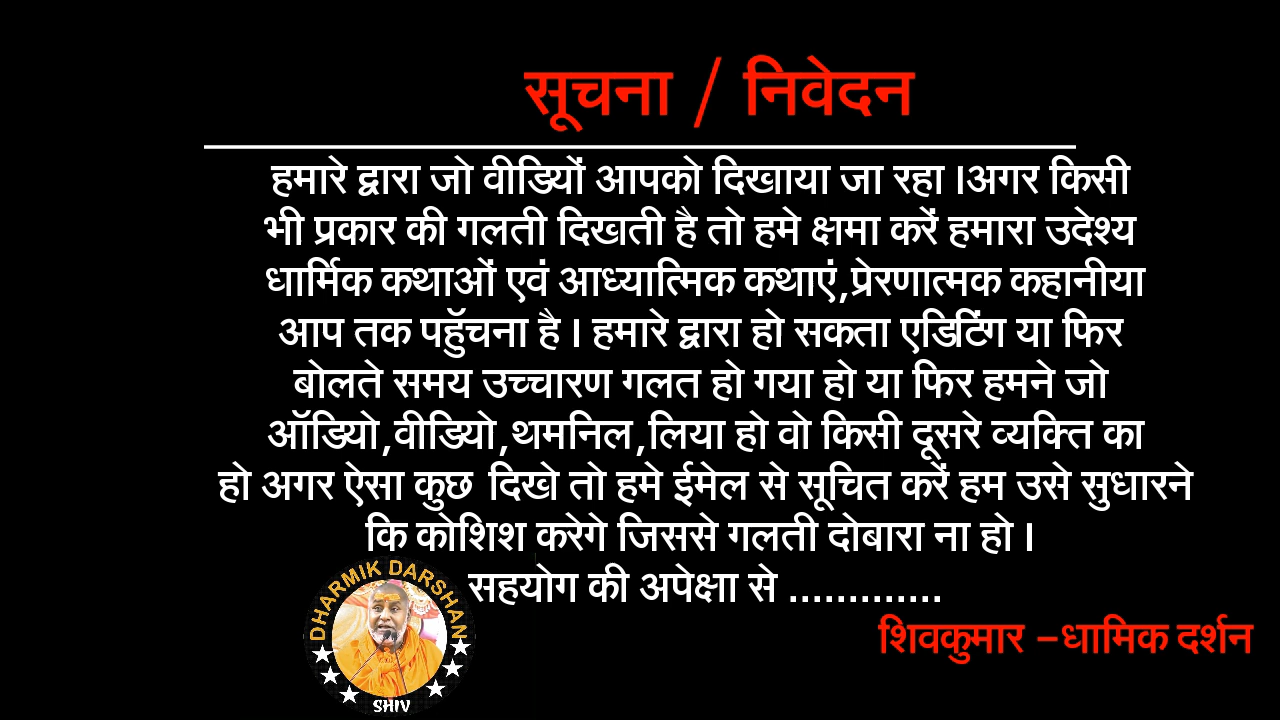 सूचना / निवेदन
हमारे द्वारा जो वीडियों आपको दिखाया जा रहा ।अगर किसी
भी प्रकार की गलती दिखती है तो हमे क्षमा करें हमारा उदेश्य
धार्मिक कथाओं एवं आध्यात्मिक कथाएं,प्रेरणात्मक कहानीया
आप तक पहुॅचना है । हमारे द्वारा हो सकता एडिटिंग या फिर
बोलते समय उच्चारण गलत हो गया हो या फिर हमने जो
ऑडियो,वीडियो,थमनिल,लिया हो वो किसी दूसरे व्यक्ति का
हो अगर ऐसा कुछ दिखे तो हमे ईमेल से सूचित करें हम उसे सुधारने
कि कोशिश करेगे जिससे गलती दोबारा ना हो ।
सहयोग की अपेक्षा से .............
शिवकुमार –धामिक दर्शन
DHARMIK DARSHAN
SHIV